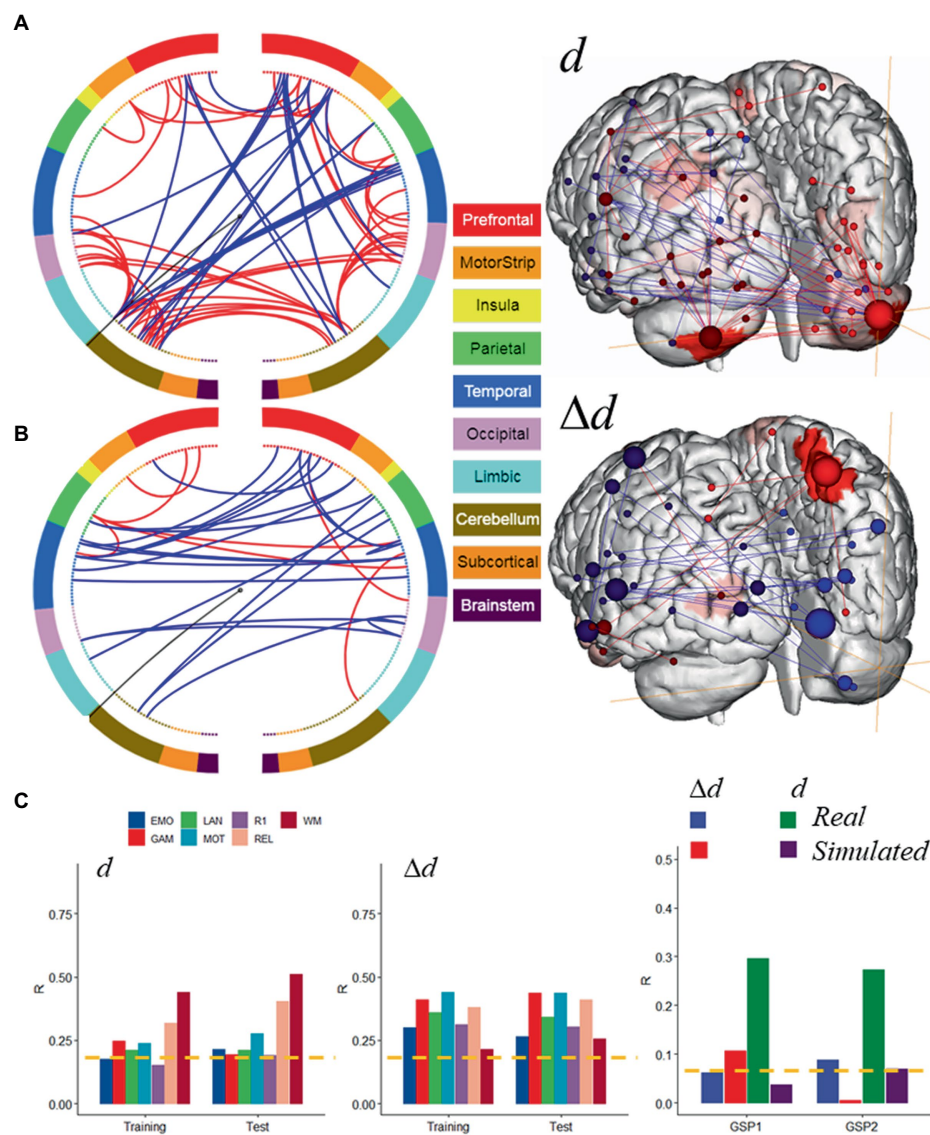 A
d
Prefrontal
MotorStrip
Insula
Parietal
Temporal
Occipital
Limbic
Cerebellum
Subcortical
Brainstem
B
Δd
C
EMO LAN R1 WM
GAM MOT REL
d
R
0.75
0.50
0.25
0.00
Training Test
Δd
R
0.75
0.50
0.25
0.00
Training Test
Δd d
Real
Simulated
R
0.5
0.4
0.3
0.2
0.1
0.0
GSP1 GSP2